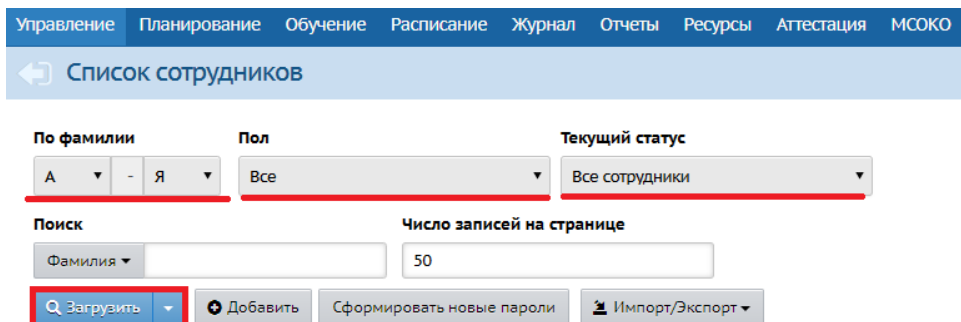 Управление Планирование Обучение Расписание Журнал Отчеты Ресурсы Аттестация МСОКО
Список сотрудников
По фамилии Пол Текущий статус
А - Я Все Все сотрудники
Поиск Число записей на странице
Фамилия 50
Загрузить Добавить Сформировать новые пароли Импорт/Экспорт